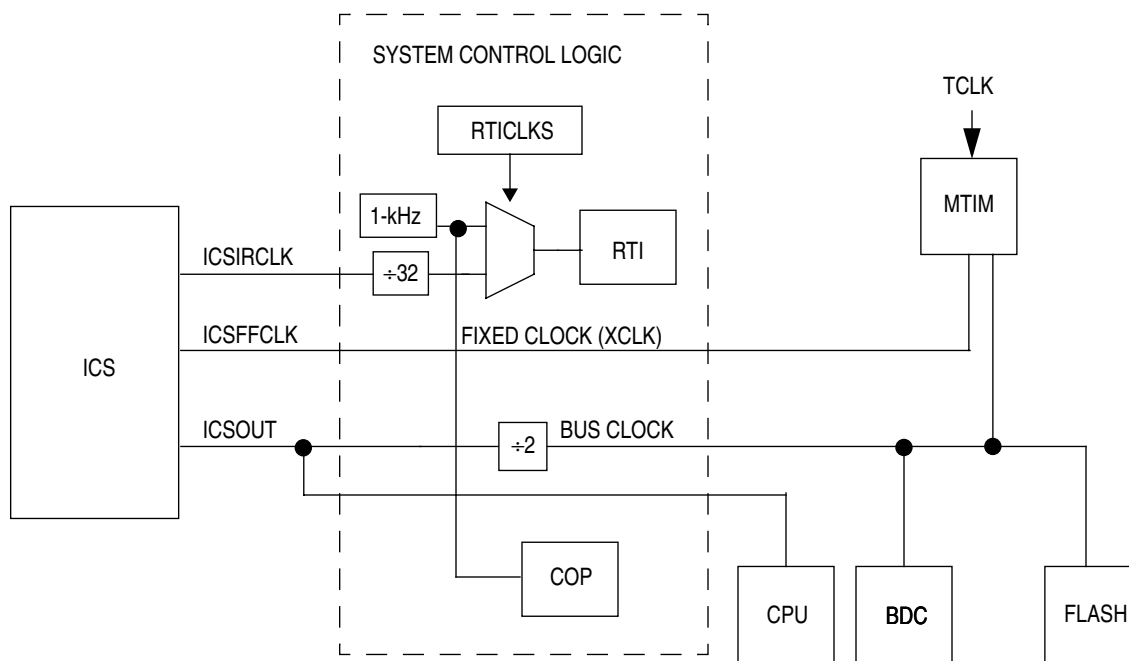 SYSTEM CONTROL LOGIC
TCLK
RTICLKS
MTIM
1-kHz
RTI
ICSIRCLK
÷32
ICSFFCLK
FIXED CLOCK (XCLK)
ICS
ICSOUT
÷2
BUS CLOCK
COP
CPU
BDC
FLASH